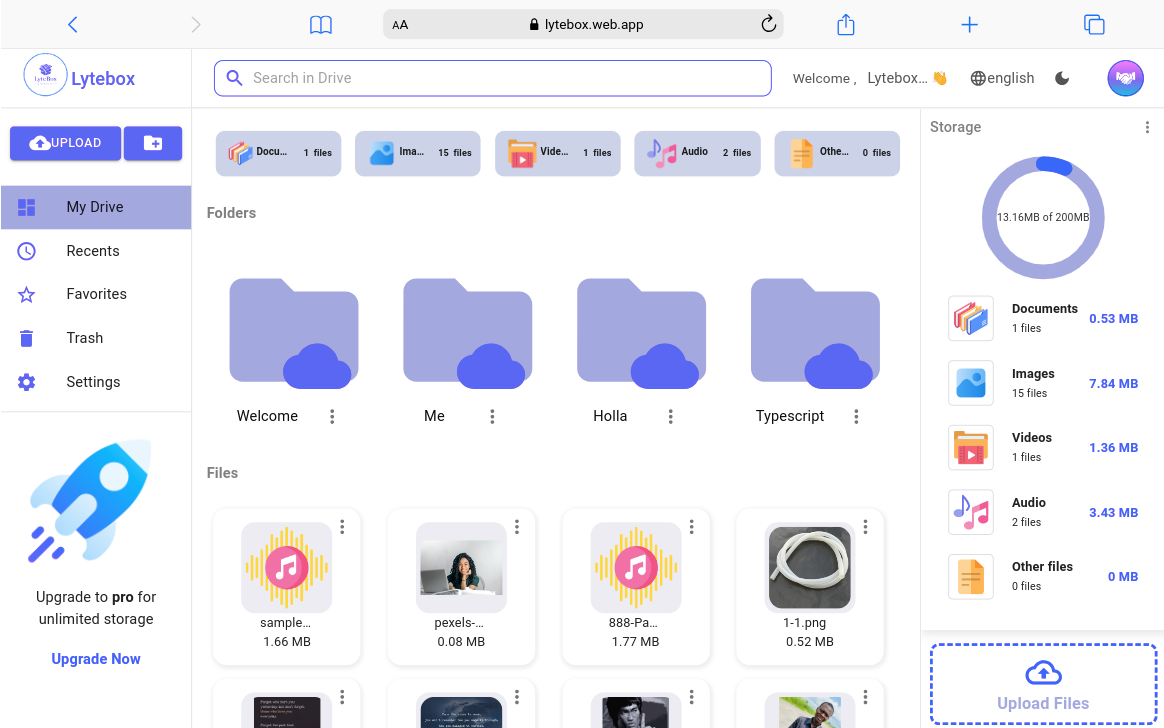 AA
lytebox.web.app
LyteBox
Lytebox
Search in Drive
Welcome ,
Lytebox... 👋
english
UPLOAD
My Drive
Recents
Favorites
Trash
Settings
Upgrade to pro for
unlimited storage
Upgrade Now
Docu...
1 files
Ima...
15 files
Vide...
1 files
Audio
2 files
Othe...
0 files
Folders
Welcome
Me
Holla
Typescript
Files
sample...
1.66 MB
pexels-...
0.08 MB
888-Pa...
1.77 MB
1-1.png
0.52 MB
Storage
13.16MB of 200MB
Documents
1 files
0.53 MB
Images
15 files
7.84 MB
Videos
1 files
1.36 MB
Audio
2 files
3.43 MB
Other files
0 files
0 MB
Upload Files